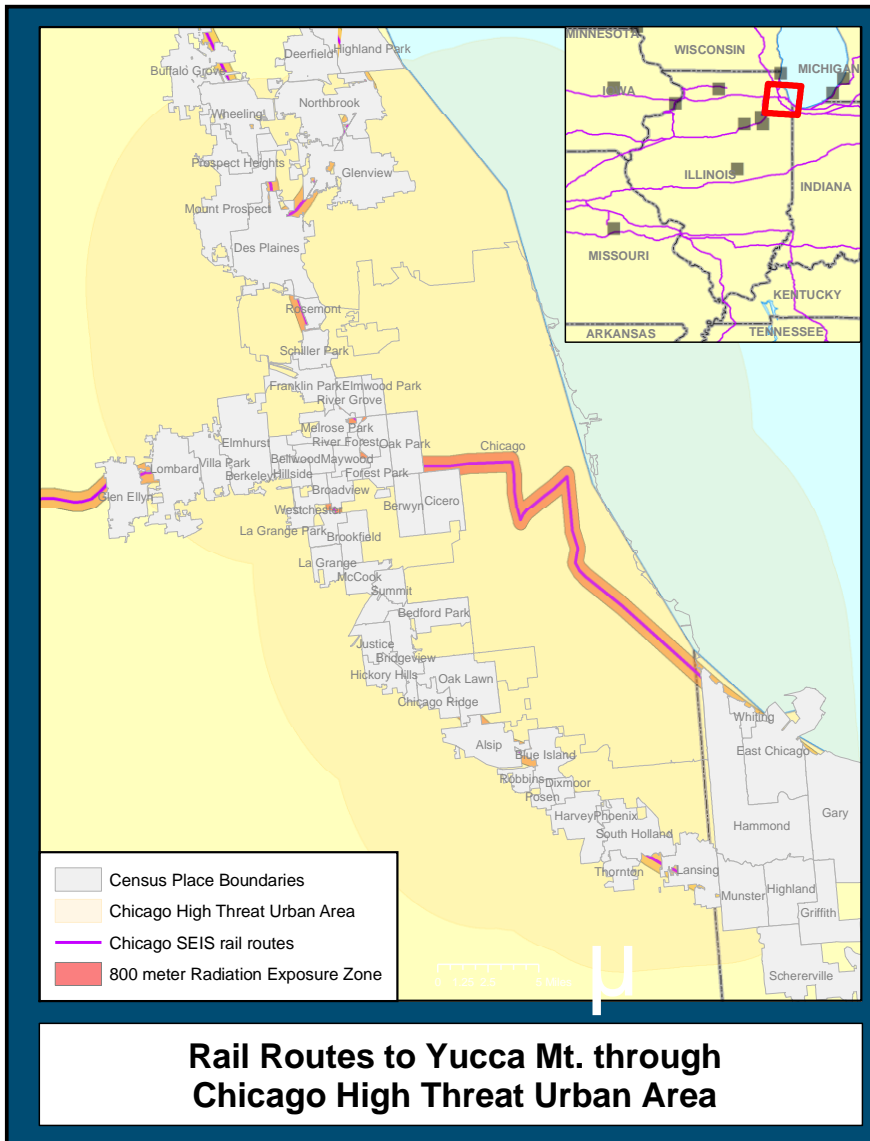 Buffalo Grove
Deerfield
Highland Park
Northbrook
Wheeling
Prospect Heights
Glenview
Mount Prospect
Des Plaines
Rosemont
Schiller Park
Franklin Park
Elmwood Park
River Grove
Melrose Park
Elmhurst
River Forest
Oak Park
Chicago
Lombard
Villa Park
Bellwood
Maywood
Berkeley
Hillside
Forest Park
Glen Ellyn
Broadview
Cicero
Westchester
Berwyn
La Grange Park
Brookfield
La Grange
McCook
Summit
Bedford Park
Justice
Bridgeview
Hickory Hills
Oak Lawn
Chicago Ridge
Alsip
Blue Island
Robbins
Dixmoor
Posen
Harvey
Phoenix
South Holland
Thornton
Lansing
Whiting
East Chicago
Gary
Hammond
Munster
Highland
Griffith
Schererville
MINNESOTA
WISCONSIN
MICHIGAN
IOWA
ILLINOIS
INDIANA
MISSOURI
KENTUCKY
ARKANSAS
TENNESSEE
Census Place Boundaries
Chicago High Threat Urban Area
Chicago SEIS rail routes
800 meter Radiation Exposure Zone
µ
Rail Routes to Yucca Mt. through
Chicago High Threat Urban Area